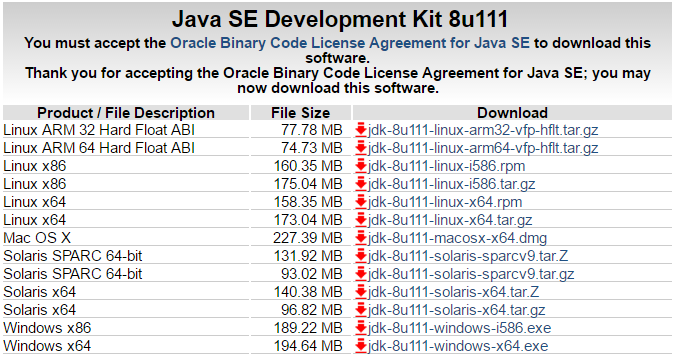 Java SE Development Kit 8u111
You must accept the Oracle Binary Code License Agreement for Java SE to download this
software.
Thank you for accepting the Oracle Binary Code License Agreement for Java SE; you may
now download this software.
Product / File Description File Size Download
Linux ARM 32 Hard Float ABI 77.78 MB jdk-8u111-linux-arm32-vfp-hflt.tar.gz
Linux ARM 64 Hard Float ABI 74.73 MB jdk-8u111-linux-arm64-vfp-hflt.tar.gz
Linux x86 160.35 MB jdk-8u111-linux-i586.rpm
Linux x86 175.04 MB jdk-8u111-linux-i586.tar.gz
Linux x64 158.35 MB jdk-8u111-linux-x64.rpm
Linux x64 173.04 MB jdk-8u111-linux-x64.tar.gz
Mac OS X 227.39 MB jdk-8u111-macosx-x64.dmg
Solaris SPARC 64-bit 131.92 MB jdk-8u111-solaris-sparcv9.tar.Z
Solaris SPARC 64-bit 93.02 MB jdk-8u111-solaris-sparcv9.tar.gz
Solaris x64 140.38 MB jdk-8u111-solaris-x64.tar.Z
Solaris x64 96.82 MB jdk-8u111-solaris-x64.tar.gz
Windows x86 189.22 MB jdk-8u111-windows-i586.exe
Windows x64 194.64 MB jdk-8u111-windows-x64.exe